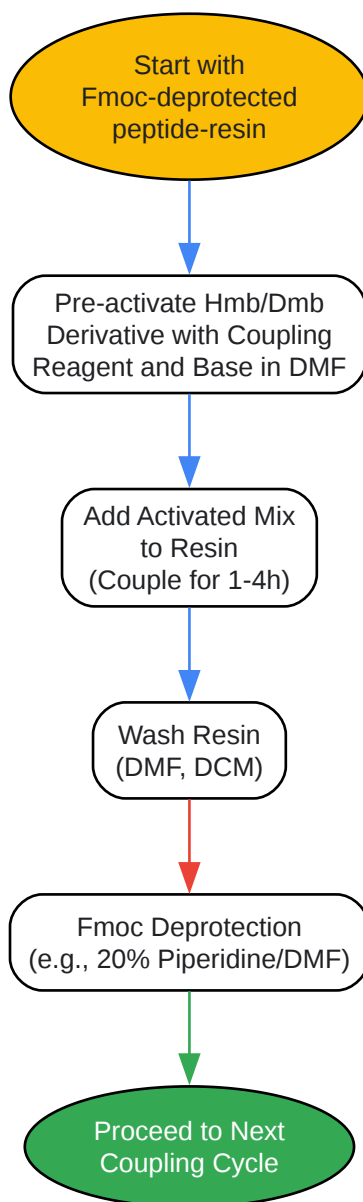 Start with
Fmoc-deprotected
peptide-resin
Pre-activate Hmb/Dmb
Derivative with Coupling
Reagent and Base in DMF
Add Activated Mix
to Resin
(Couple for 1-4h)
Wash Resin
(DMF, DCM)
Fmoc Deprotection
(e.g., 20% Piperidine/DMF)
Proceed to Next
Coupling Cycle